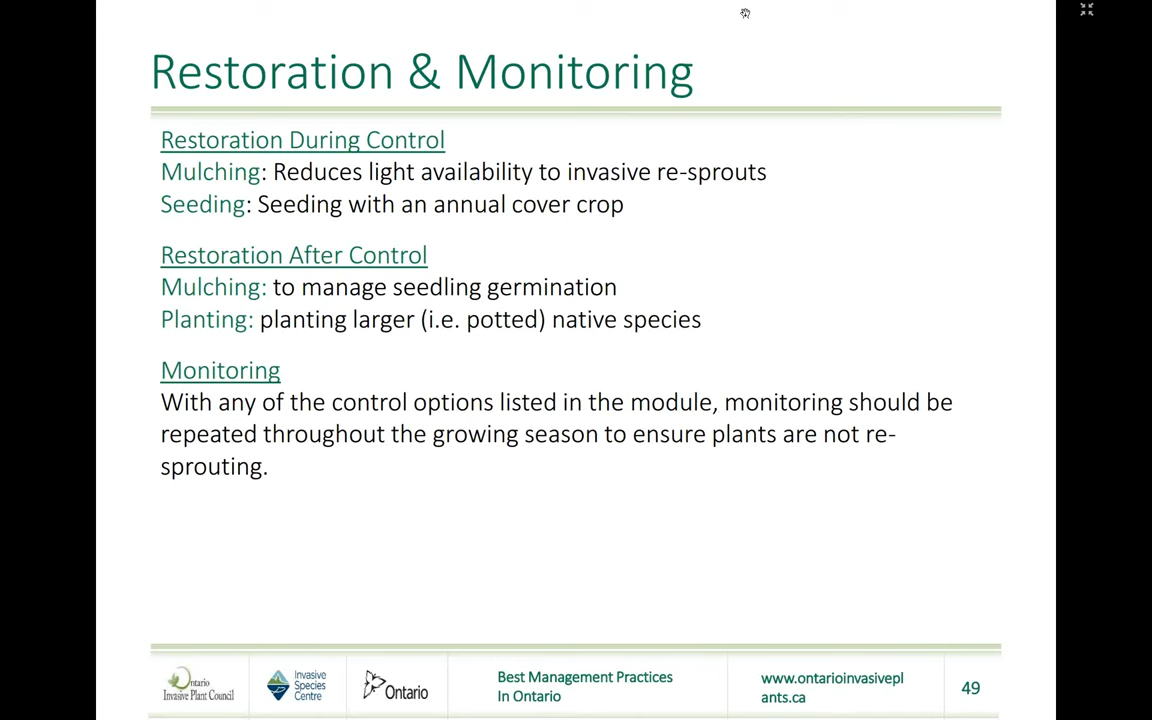 Restoration & Monitoring
Restoration During Control
Mulching: Reduces light availability to invasive re-sprouts
Seeding: Seeding with an annual cover crop
Restoration After Control
Mulching: to manage seedling germination
Planting: planting larger (i.e. potted) native species
Monitoring
With any of the control options listed in the module, monitoring should be
repeated throughout the growing season to ensure plants are not re-
sprouting.
Ontario
Invasive Plant Council
Invasive
Species
Centre
Ontario
Best Management Practices
In Ontario
www.ontarioinvasivepl
ants.ca
49